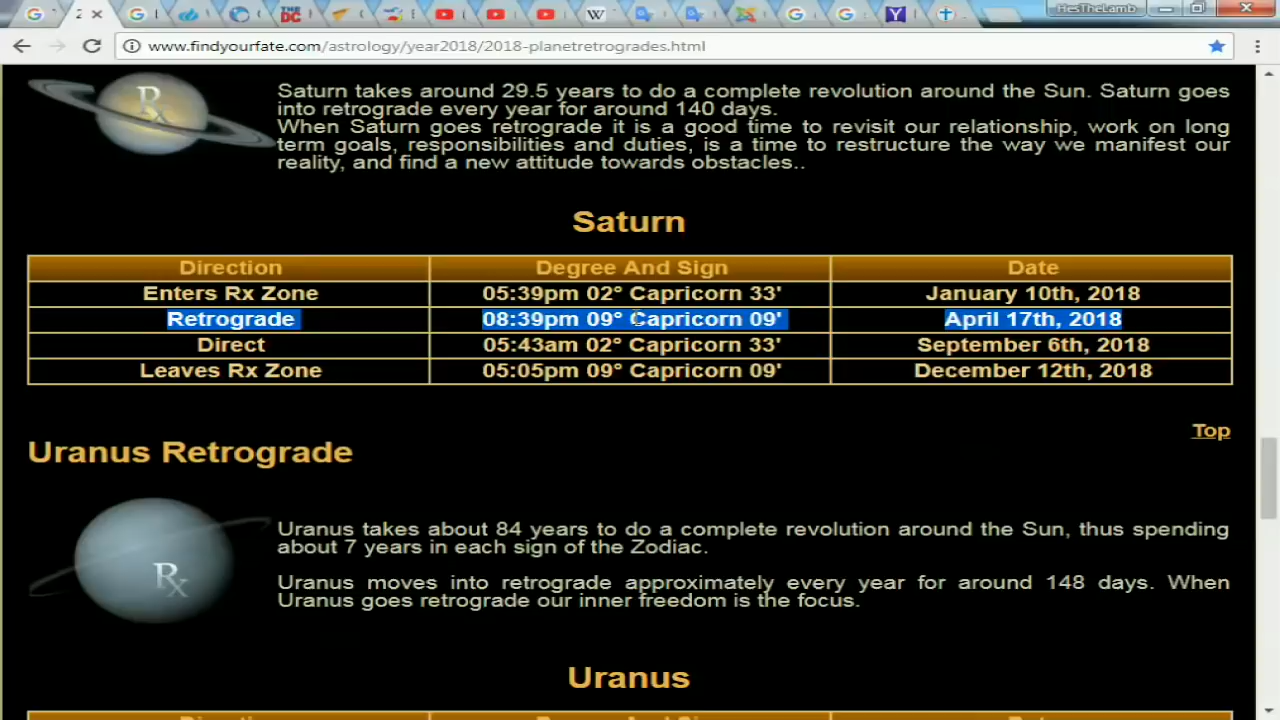 HesTheLamb
2
THE
DC
www.findyourfate.com/astrology/year2018/2018-planetretrogrades.html
Rx
Saturn takes around 29.5 years to do a complete revolution around the Sun. Saturn goes
into retrograde every year for around 140 days.
When Saturn goes retrograde it is a good time to revisit our relationship, work on long
term goals, responsibilities and duties, is a time to restructure the way we manifest our
reality, and find a new attitude towards obstacles..
Saturn
Direction Degree And Sign Date
Enters Rx Zone 05:39pm 02° Capricorn 33' January 10th, 2018
Retrograde 08:39pm 09° Capricorn 09' April 17th, 2018
Direct 05:43am 02° Capricorn 33' September 6th, 2018
Leaves Rx Zone 05:05pm 09° Capricorn 09' December 12th, 2018
Top
Uranus Retrograde
Rx
Uranus takes about 84 years to do a complete revolution around the Sun, thus spending
about 7 years in each sign of the Zodiac.
Uranus moves into retrograde approximately every year for around 148 days. When
Uranus goes retrograde our inner freedom is the focus.
Uranus